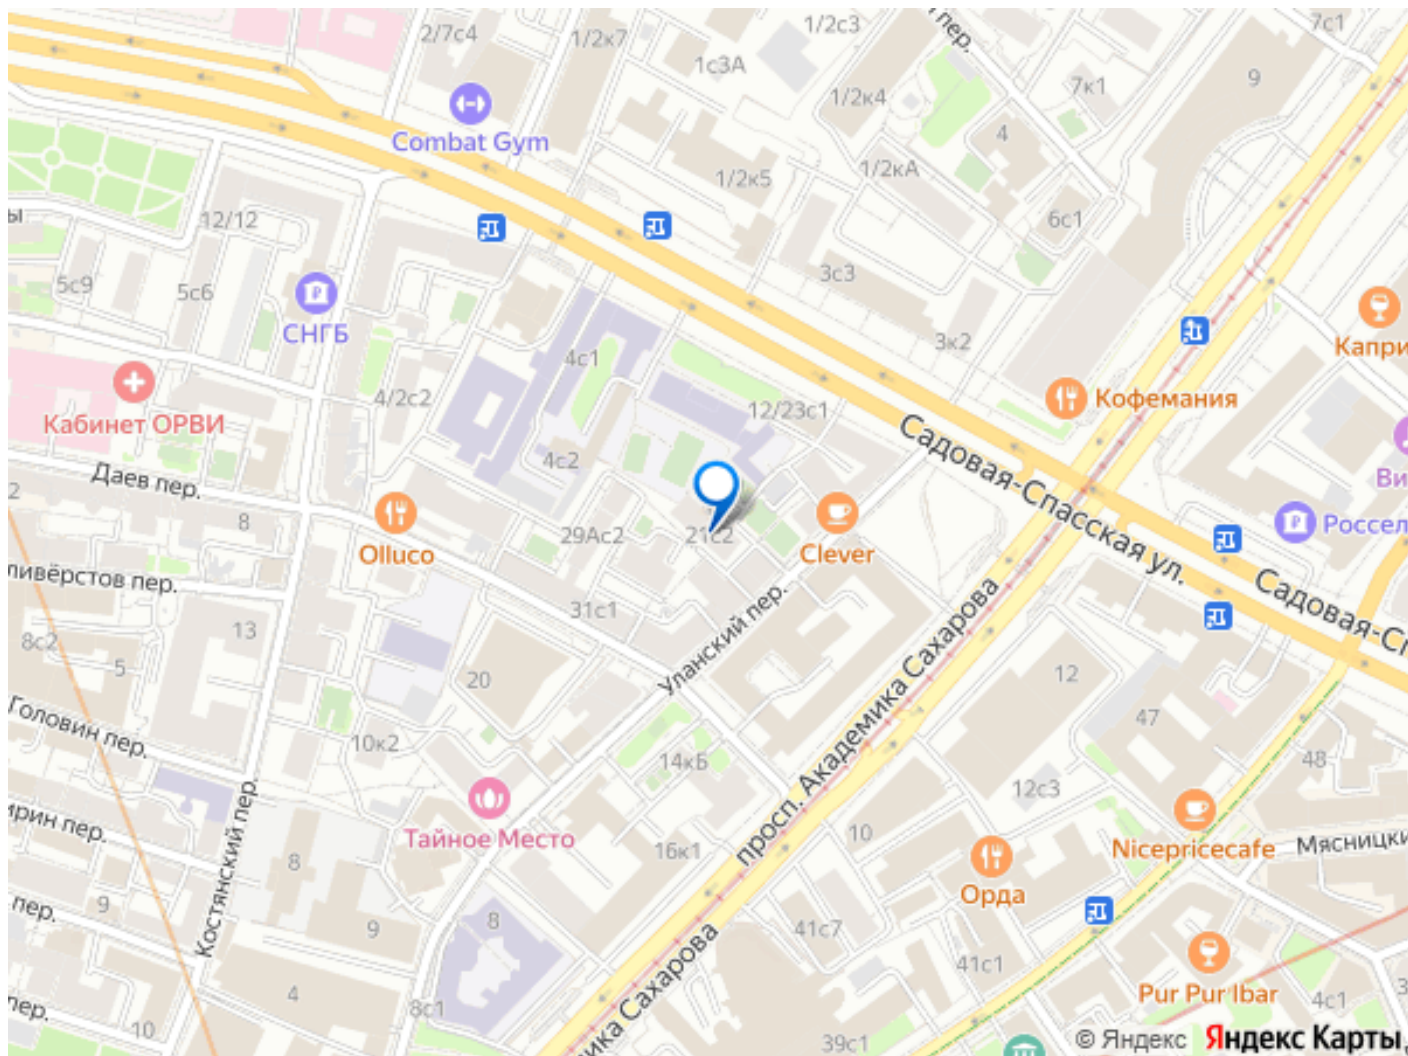 2/7с4
1/2к7
1с3А
1/2с3
й пер.
7с1
9
7к1
1/2к4
4
Combat Gym
1/2к5
1/2кА
6с1
ы
12/12
5с9
5с6
3с3
СНГБ
3к2
Капри
4с1
4/2с2
Кабинет ОРВИ
12/23с1
Кофемания
Садовая-Спасская ул.
Ви
Даев пер.
4с2
2
8
Olluco
29Ас2
21с2
Clever
Россел
ливёрстов пер.
31с1
Уланский пер.
Садовая-Сп
8с2
13
5
20
просп. Академика Сахарова
12
47
Головин пер.
10к2
14кБ
48
12с3
ирин пер.
Тайное Место
Костянский пер.
8
16к1
10
Nicepricecafe
Мясницки
Орда
пер.
9
9
8
41с7
мика Сахарова
41с1
Pur Pur Ibar
4
8с1
4с1
3
пер.
10
39с1
© Яндекс Яндекс Карты